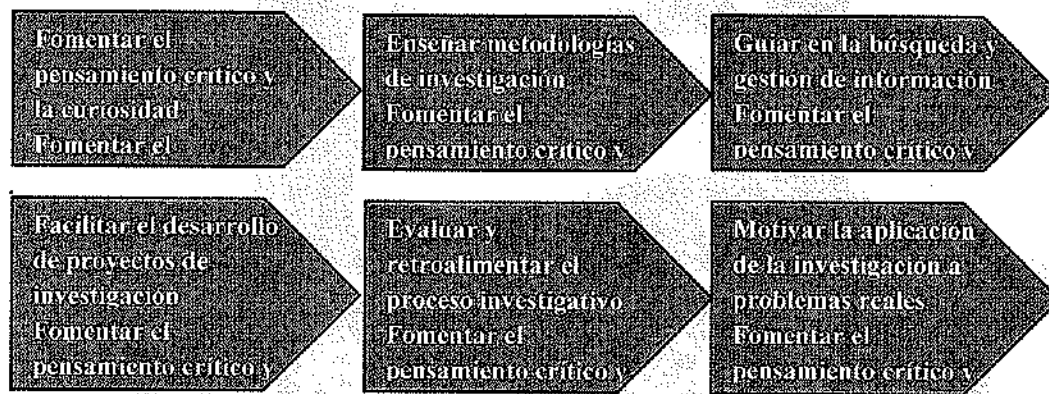 Fomentar el
pensamiento crítico y
la curiosidad
Fomentar el
Enseñar metodologías
de investigación
Fomentar el
pensamiento crítico y
Guiar en la búsqueda y
gestión de información
Fomentar el
pensamiento crítico y
Facilitar el desarrollo
de proyectos de
investigación
Fomentar el
pensamiento crítico y
Evaluar y
retroalimentar el
proceso investigativo
Fomentar el
pensamiento crítico y
Motivar la aplicación
de la investigación a
problemas reales
Fomentar el
pensamiento crítico y